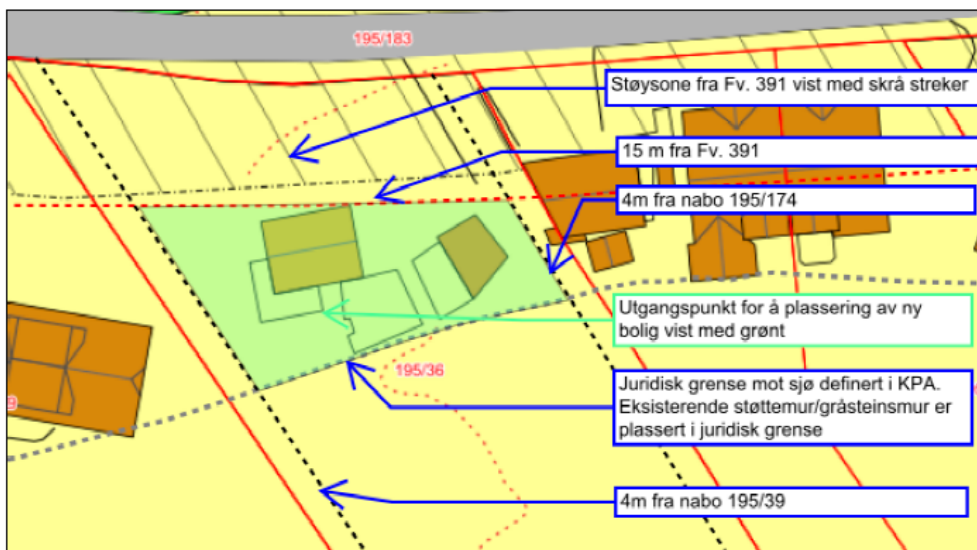 195/183
Støysone fra Fv. 391 vist med skrå streker
15 m fra Fv. 391
4m fra nabo 195/174
Utgangspunkt for å plassering av ny
bolig vist med grønt
195/36
Juridisk grense mot sjø definert i KPA.
Eksisterende støttemur/gråsteinsmur er
plassert i juridisk grense
4m fra nabo 195/39